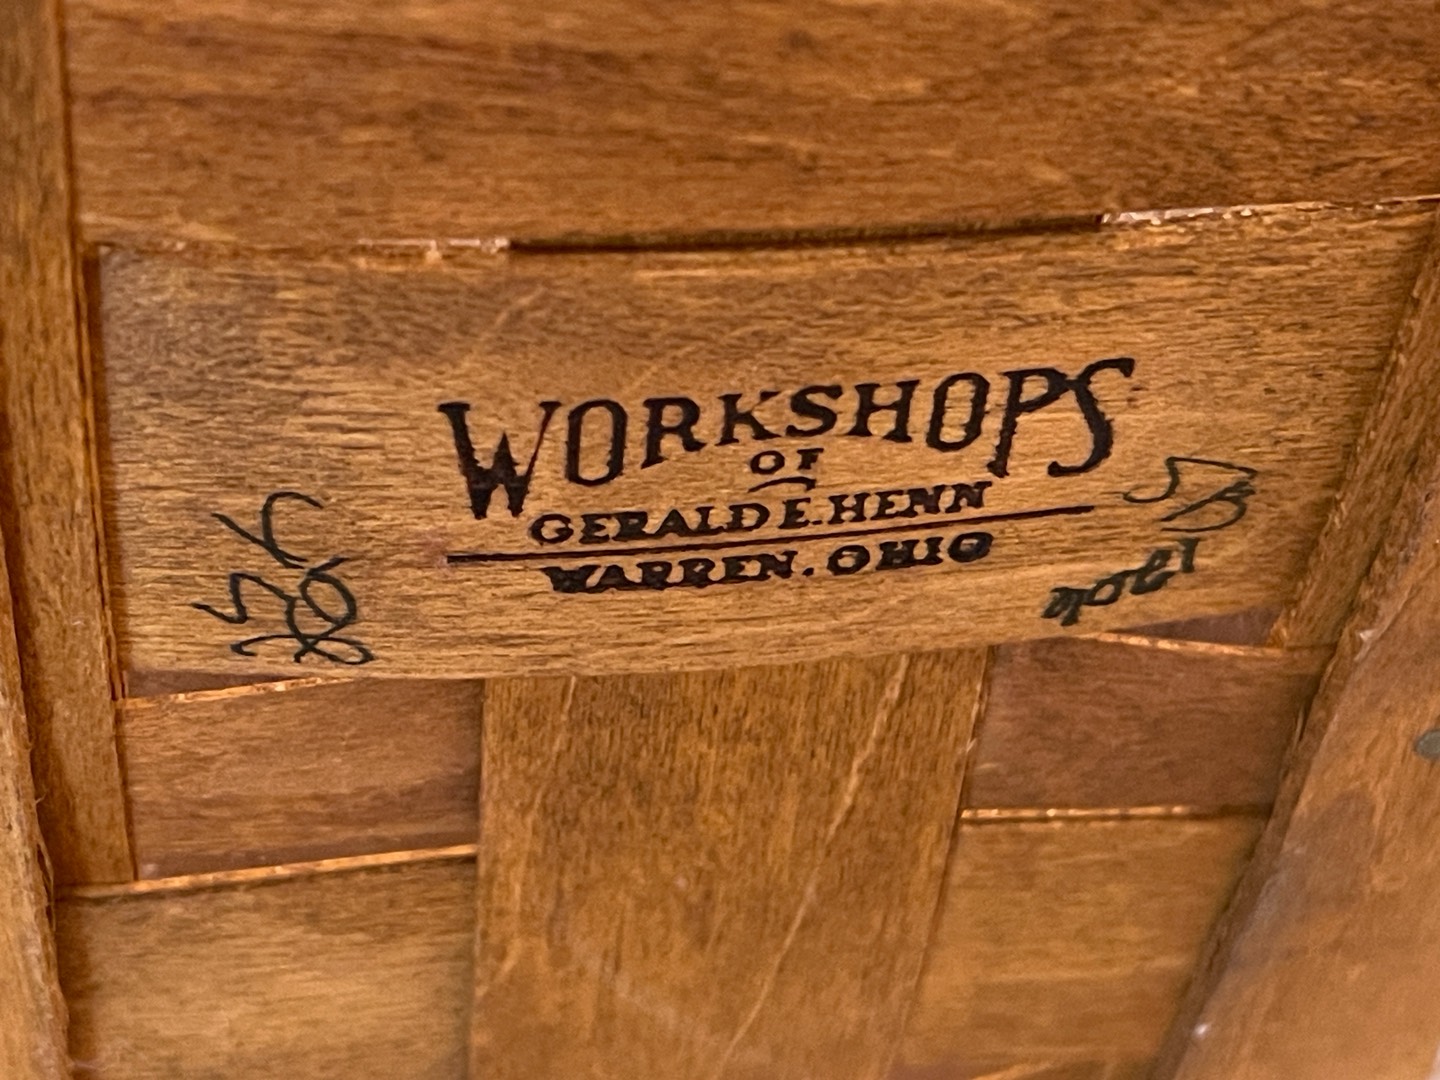 WORKSHOPS
OF
GERALD E. HENN
WARREN, OHIO